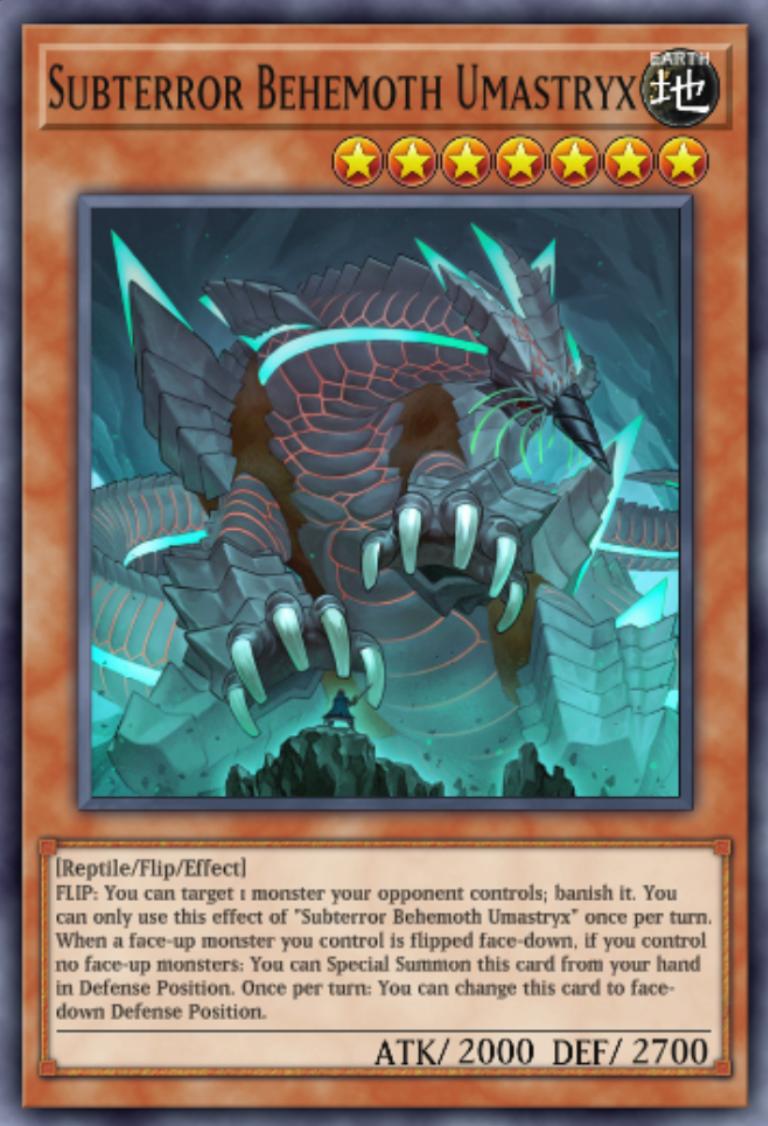 SUBTERROR BEHEMOTH UMASTRYX
EARTH
地
[Reptile/Flip/Effect]
FLIP: You can target 1 monster your opponent controls; banish it. You
can only use this effect of "Subterror Behemoth Umastryx" once per turn.
When a face-up monster you control is flipped face-down, if you control
no face-up monsters: You can Special Summon this card from your hand
in Defense Position. Once per turn: You can change this card to face-
down Defense Position.
ATK/ 2000 DEF/ 2700